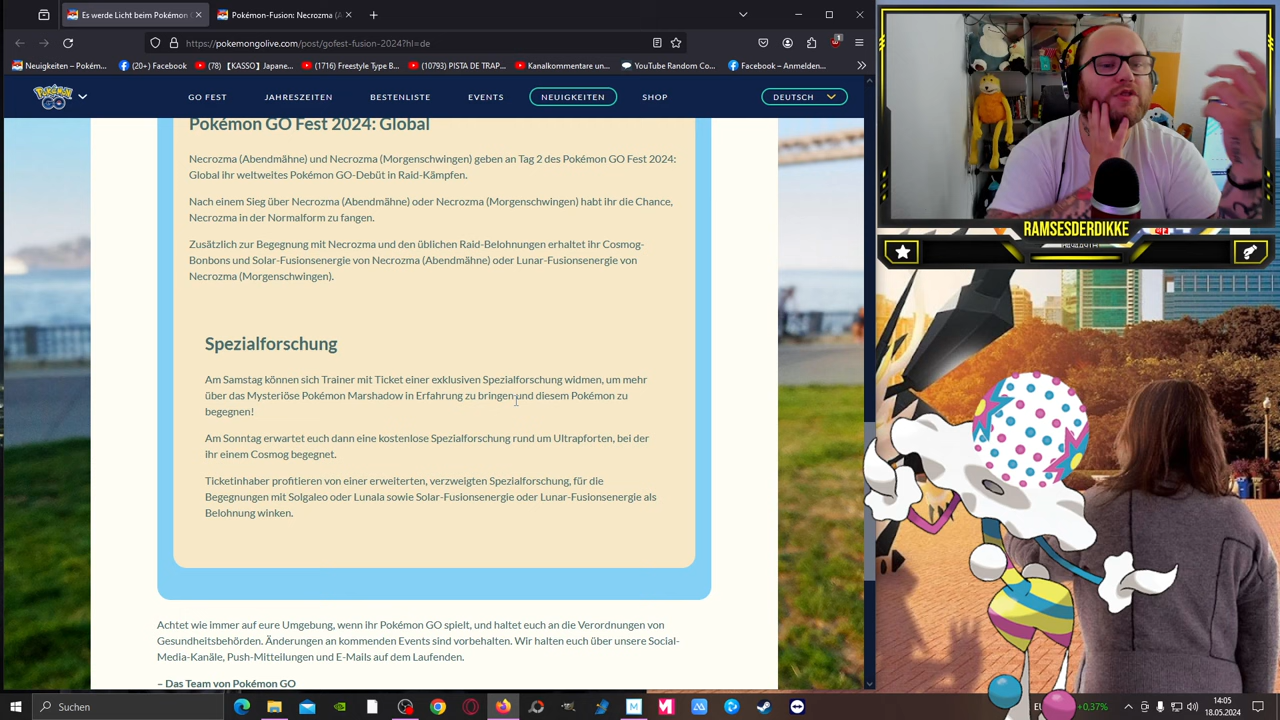 Es werde Licht beim Pokémon G
Pokémon-Fusion: Necrozma (A
https://pokemongolive.com/post/gofest-fusion-2024?hl=de
Neuigkeiten – Pokém...
(20+) Facebook
(78) 【KASSO】Japane...
(1716) Freestyle Type B...
(10793) PISTA DE TRAP...
Kanalkommentare un...
YouTube Random Co...
Facebook – Anmelden...
GO FEST
JAHRESZEITEN
BESTENLISTE
EVENTS
NEUIGKEITEN
SHOP
DEUTSCH
Pokémon GO Fest 2024: Global
Necrozma (Abendmähne) und Necrozma (Morgenschwingen) geben an Tag 2 des Pokémon GO Fest 2024:
Global ihr weltweites Pokémon GO-Debüt in Raid-Kämpfen.
Nach einem Sieg über Necrozma (Abendmähne) oder Necrozma (Morgenschwingen) habt ihr die Chance,
Necrozma in der Normalform zu fangen.
Zusätzlich zur Begegnung mit Necrozma und den üblichen Raid-Belohnungen erhaltet ihr Cosmog-
Bonbons und Solar-Fusionsenergie von Necrozma (Abendmähne) oder Lunar-Fusionsenergie von
Necrozma (Morgenschwingen).
Spezialforschung
Am Samstag können sich Trainer mit Ticket einer exklusiven Spezialforschung widmen, um mehr
über das Mysteriöse Pokémon Marshadow in Erfahrung zu bringen und diesem Pokémon zu
begegnen!
Am Sonntag erwartet euch dann eine kostenlose Spezialforschung rund um Ultrapforten, bei der
ihr einem Cosmog begegnet.
Ticketinhaber profitieren von einer erweiterten, verzweigten Spezialforschung, für die
Begegnungen mit Solgaleo oder Lunala sowie Solar-Fusionsenergie oder Lunar-Fusionsenergie als
Belohnung winken.
Achtet wie immer auf eure Umgebung, wenn ihr Pokémon GO spielt, und haltet euch an die Verordnungen von
Gesundheitsbehörden. Änderungen an kommenden Events sind vorbehalten. Wir halten euch über unsere Social-
Media-Kanäle, Push-Mitteilungen und E-Mails auf dem Laufenden.
– Das Team von Pokémon GO
RAMSESDERDIKKE
Suchen
+0,37%
14:05
18.05.2024